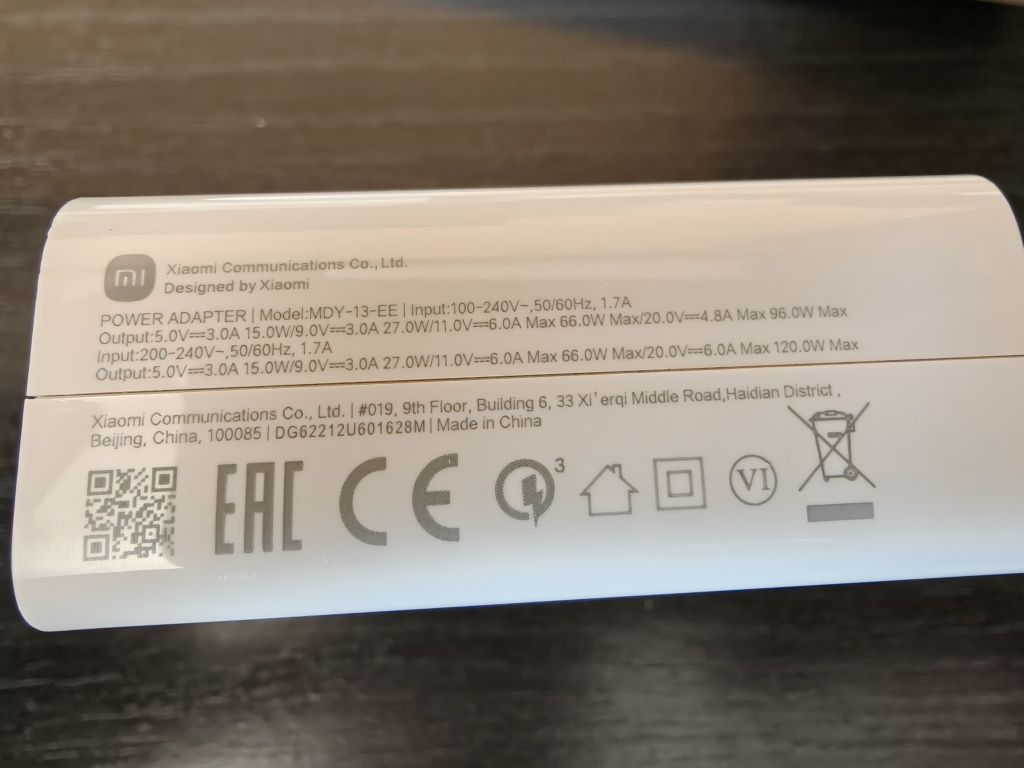 mi
Xiaomi Communications Co., Ltd.
Designed by Xiaomi
POWER ADAPTER | Model:MDY-13-EE | Input:100-240V~,50/60Hz, 1.7A
Output:5.0V⎓3.0A 15.0W/9.0V⎓3.0A 27.0W/11.0V⎓6.0A Max 66.0W Max/20.0V⎓4.8A Max 96.0W Max
Input:200-240V~,50/60Hz, 1.7A
Output:5.0V⎓3.0A 15.0W/9.0V⎓3.0A 27.0W/11.0V⎓6.0A Max 66.0W Max/20.0V⎓6.0A Max 120.0W Max
Xiaomi Communications Co., Ltd. | #019, 9th Floor, Building 6, 33 Xi'erqi Middle Road,Haidian District ,
Beijing, China, 100085 | DG62212U601628M | Made in China
EAC CE 3 VI